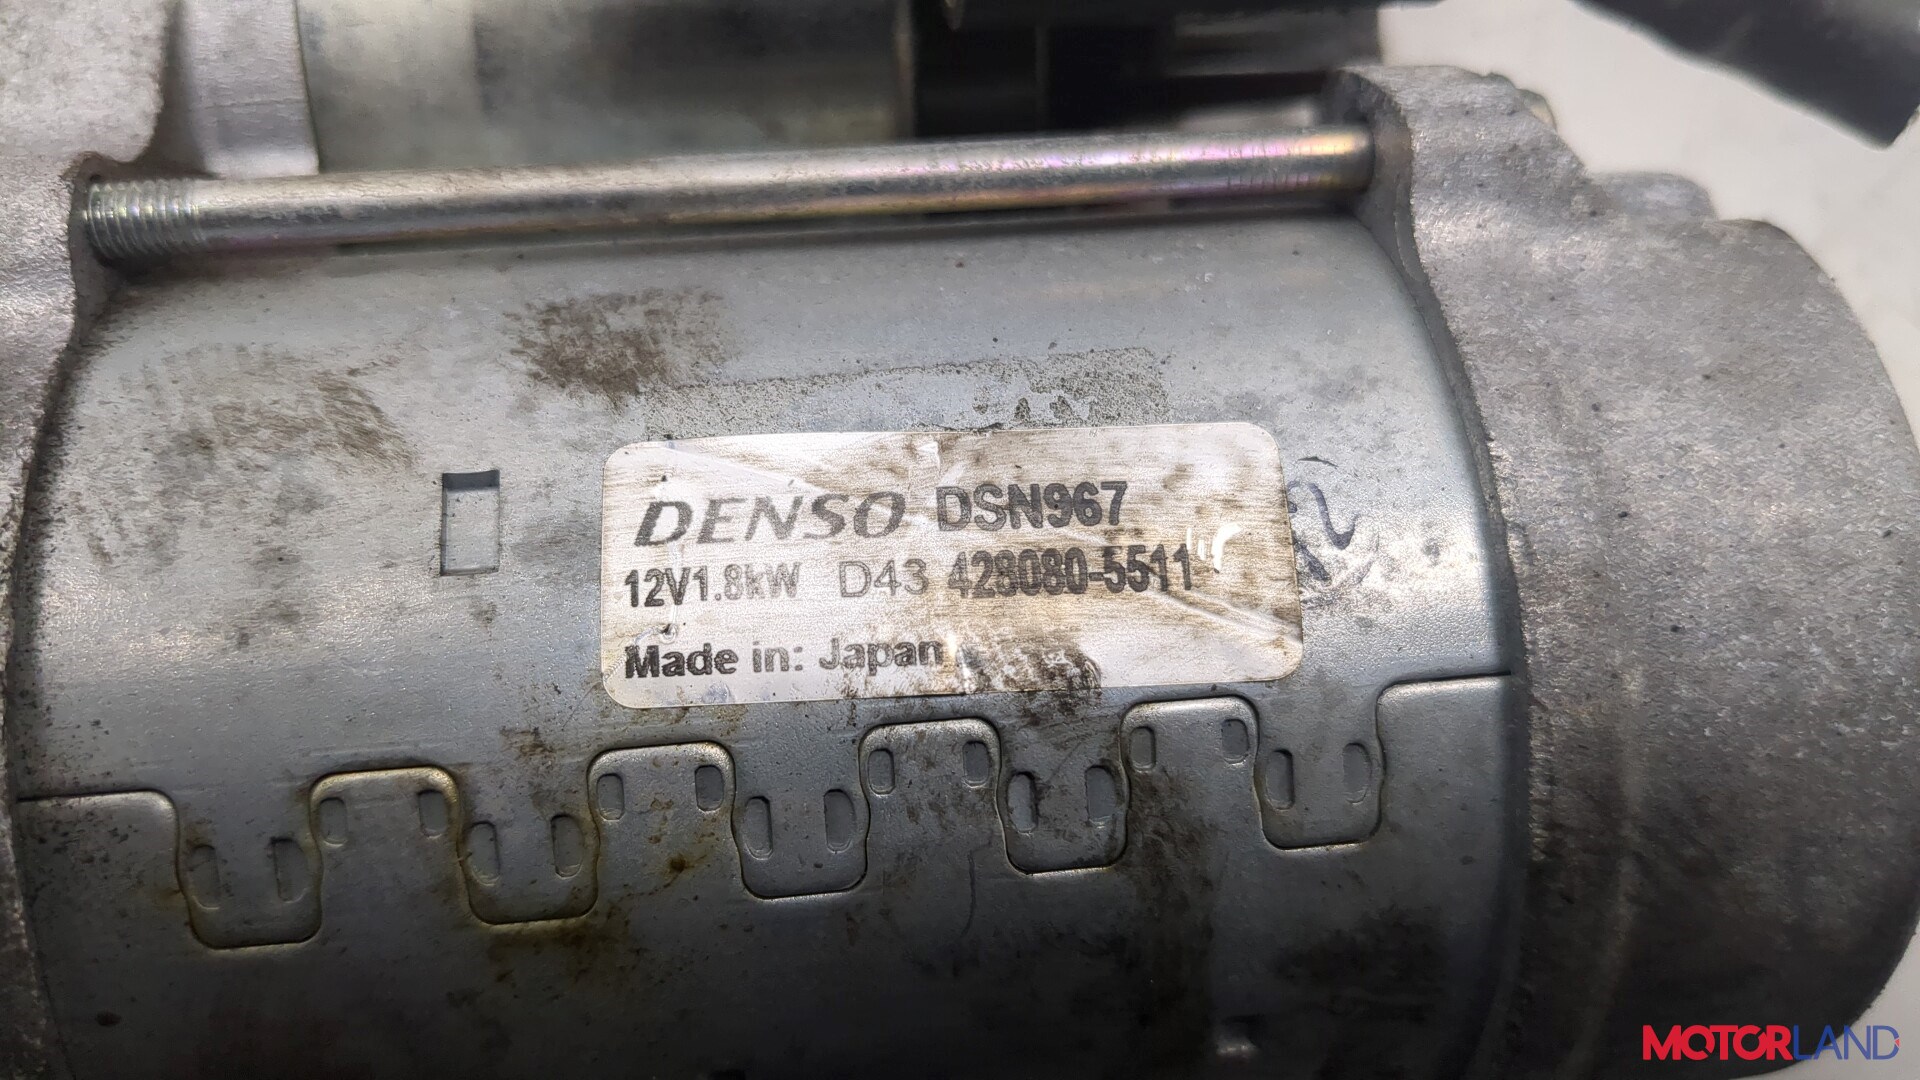 DENSO DSN967
12V1.8kW D43 428080-5511
Made in: Japan
MOTORLAND